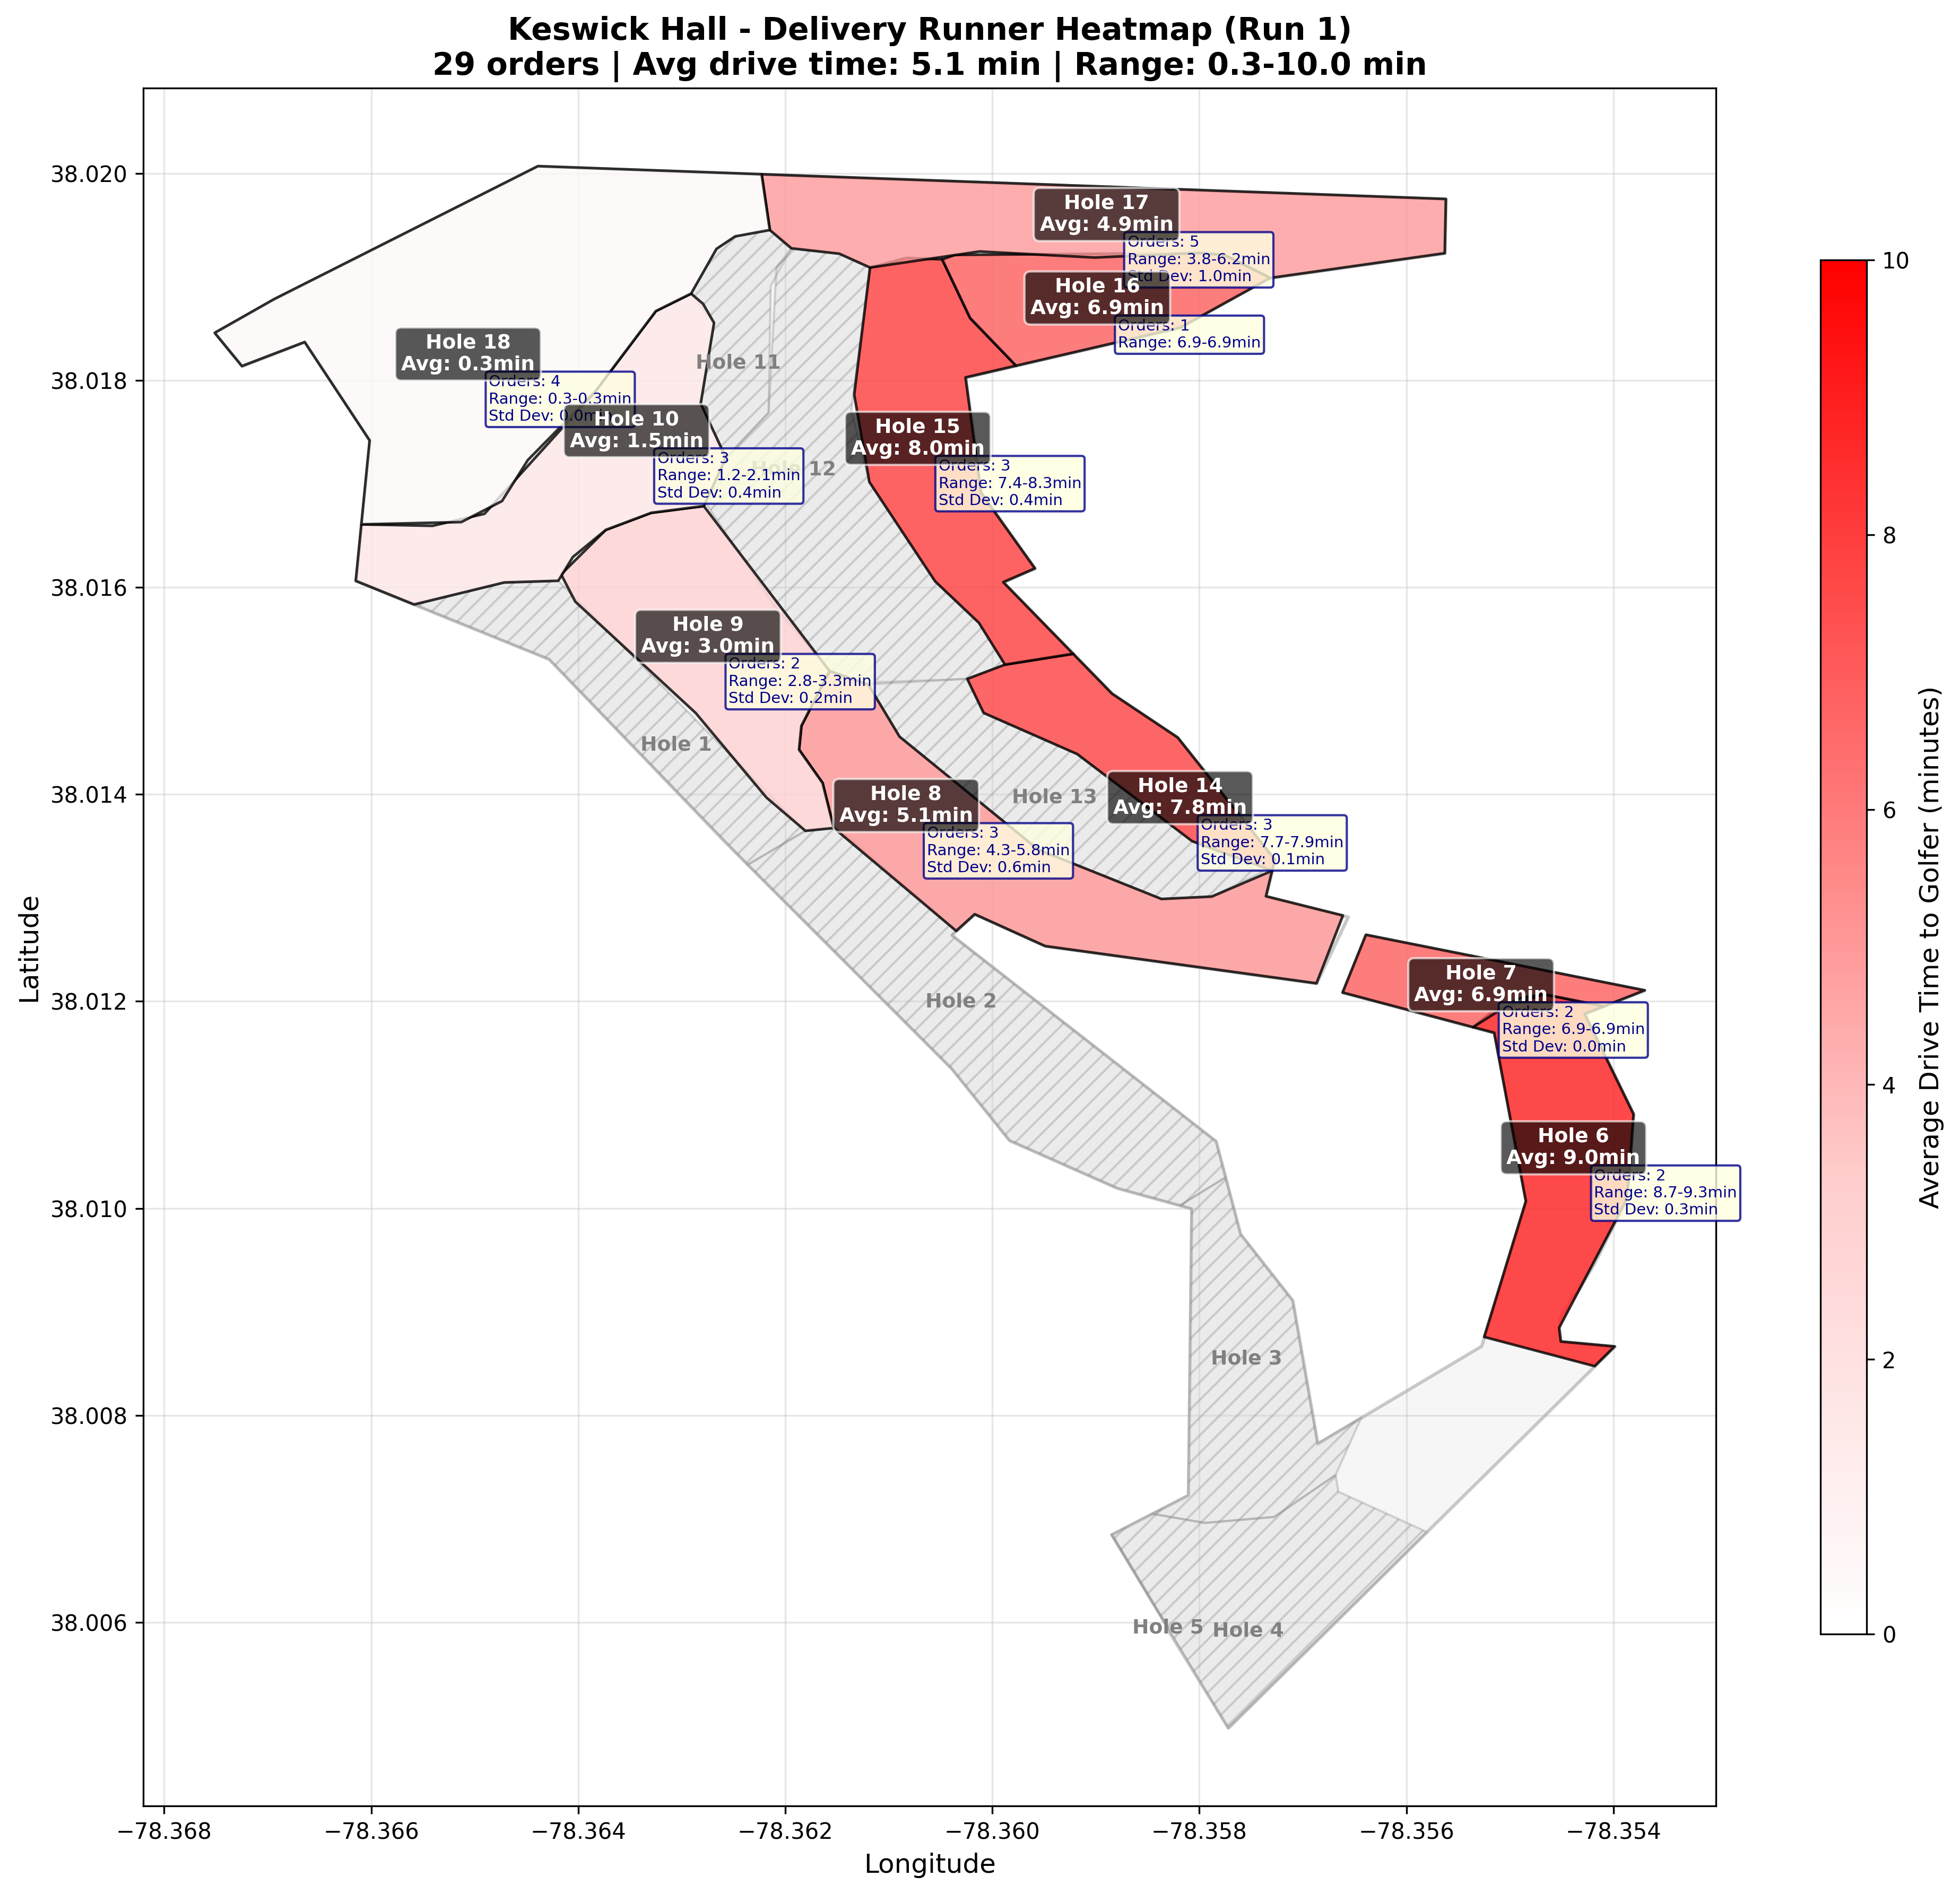 Keswick Hall - Delivery Runner Heatmap (Run 1)
29 orders | Avg drive time: 5.1 min | Range: 0.3-10.0 min
Hole 17
Avg: 4.9min
Orders: 5
Range: 3.8-6.2min
Std Dev: 1.0min
Hole 16
Avg: 6.9min
Orders: 1
Range: 6.9-6.9min
Hole 18
Avg: 0.3min
Orders: 4
Range: 0.3-0.3min
Std Dev: 0.0min
Hole 11
Hole 10
Avg: 1.5min
Orders: 3
Range: 1.2-2.1min
Std Dev: 0.4min
Hole 12
Hole 15
Avg: 8.0min
Orders: 3
Range: 7.4-8.3min
Std Dev: 0.4min
Hole 9
Avg: 3.0min
Orders: 2
Range: 2.8-3.3min
Std Dev: 0.2min
Hole 1
Hole 8
Avg: 5.1min
Orders: 3
Range: 4.3-5.8min
Std Dev: 0.6min
Hole 13
Hole 14
Avg: 7.8min
Orders: 3
Range: 7.7-7.9min
Std Dev: 0.1min
Hole 2
Hole 7
Avg: 6.9min
Orders: 2
Range: 6.9-6.9min
Std Dev: 0.0min
Hole 6
Avg: 9.0min
Orders: 2
Range: 8.7-9.3min
Std Dev: 0.3min
Hole 3
Hole 5
Hole 4
Latitude
38.020
38.018
38.016
38.014
38.012
38.010
38.008
38.006
−78.368
−78.366
−78.364
−78.362
−78.360
−78.358
−78.356
−78.354
Longitude
10
8
6
4
2
0
Average Drive Time to Golfer (minutes)